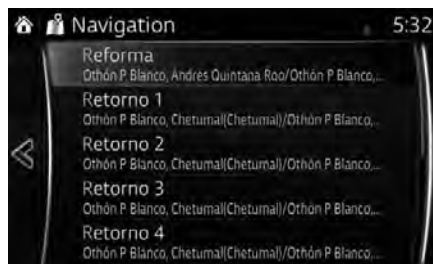 Navigation 5:32
Reforma
Othón P Blanco, Andres Quintana Roo/Othón P Blanco,...
Retorno 1
Othón P Blanco, Chetumal(Chetumal)/Othón P Blanco,...
Retorno 2
Othón P Blanco, Chetumal(Chetumal)/Othón P Blanco,...
Retorno 3
Othón P Blanco, Chetumal(Chetumal)/Othón P Blanco,...
Retorno 4
Othón P Blanco, Chetumal(Chetumal)/Othón P Blanco,...